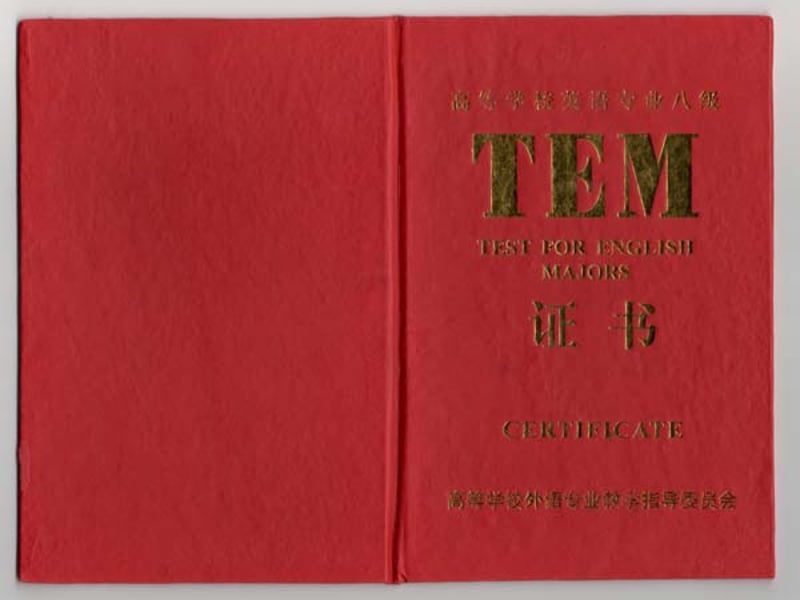 高等学校英语专业八级
TEM
TEST FOR ENGLISH
MAJORS
证书
CERTIFICATE
高等学校外语专业教学指导委员会